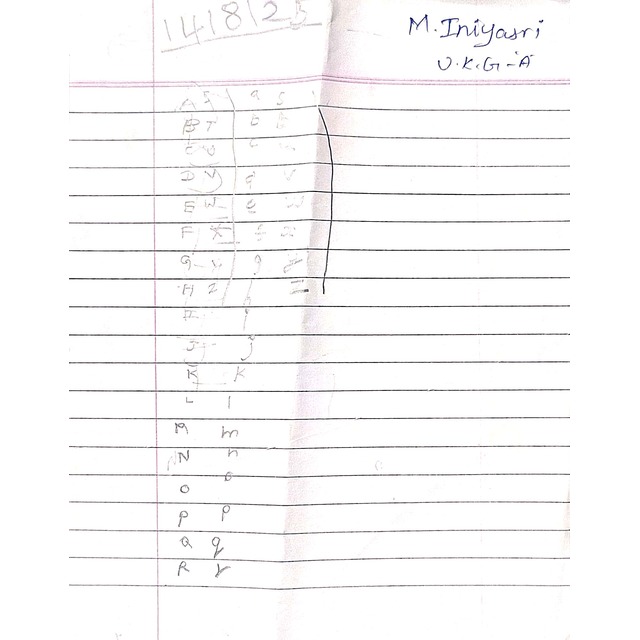 14/8/25
M. Iniyasri
U.K.G-A
A S a s
B T b
C U c
D V d v
E W e w
F X f x
G Y g y
H Z h z
I i
J j
K k
L l
M m
N n
O o
P p
Q q
R r